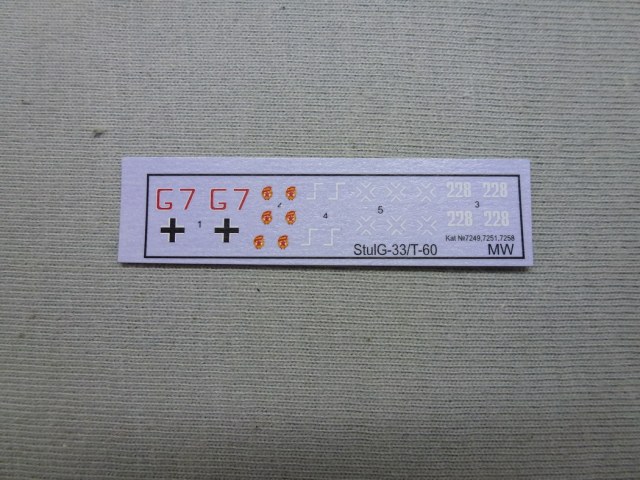 G7 G7 228 228
1 4 5 3
228 228
Kat №7249,7251,7258
StuIG-33/T-60 MW